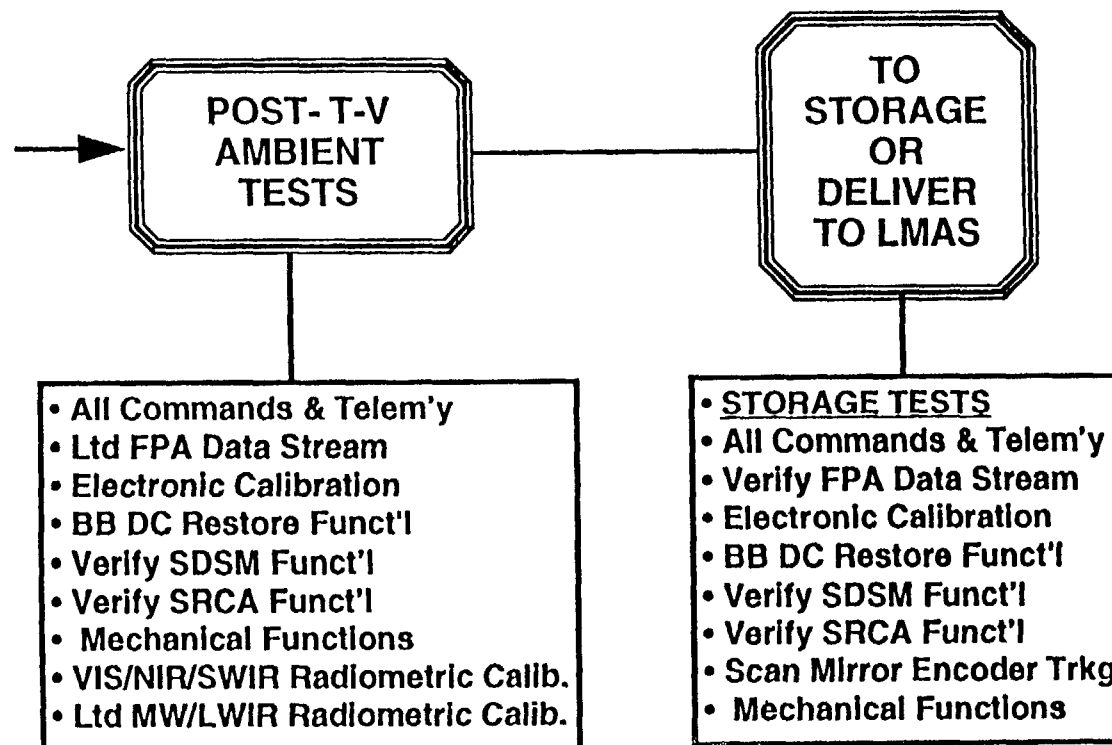 POST- T-V
AMBIENT
TESTS
TO
STORAGE
OR
DELIVER
TO LMAS
• All Commands & Telem'y
• Ltd FPA Data Stream
• Electronic Calibration
• BB DC Restore Funct'l
• Verify SDSM Funct'l
• Verify SRCA Funct'l
• Mechanical Functions
• VIS/NIR/SWIR Radiometric Calib.
• Ltd MW/LWIR Radiometric Calib.
• STORAGE TESTS
• All Commands & Telem'y
• Verify FPA Data Stream
• Electronic Calibration
• BB DC Restore Funct'l
• Verify SDSM Funct'l
• Verify SRCA Funct'l
• Scan Mirror Encoder Trkg
• Mechanical Functions